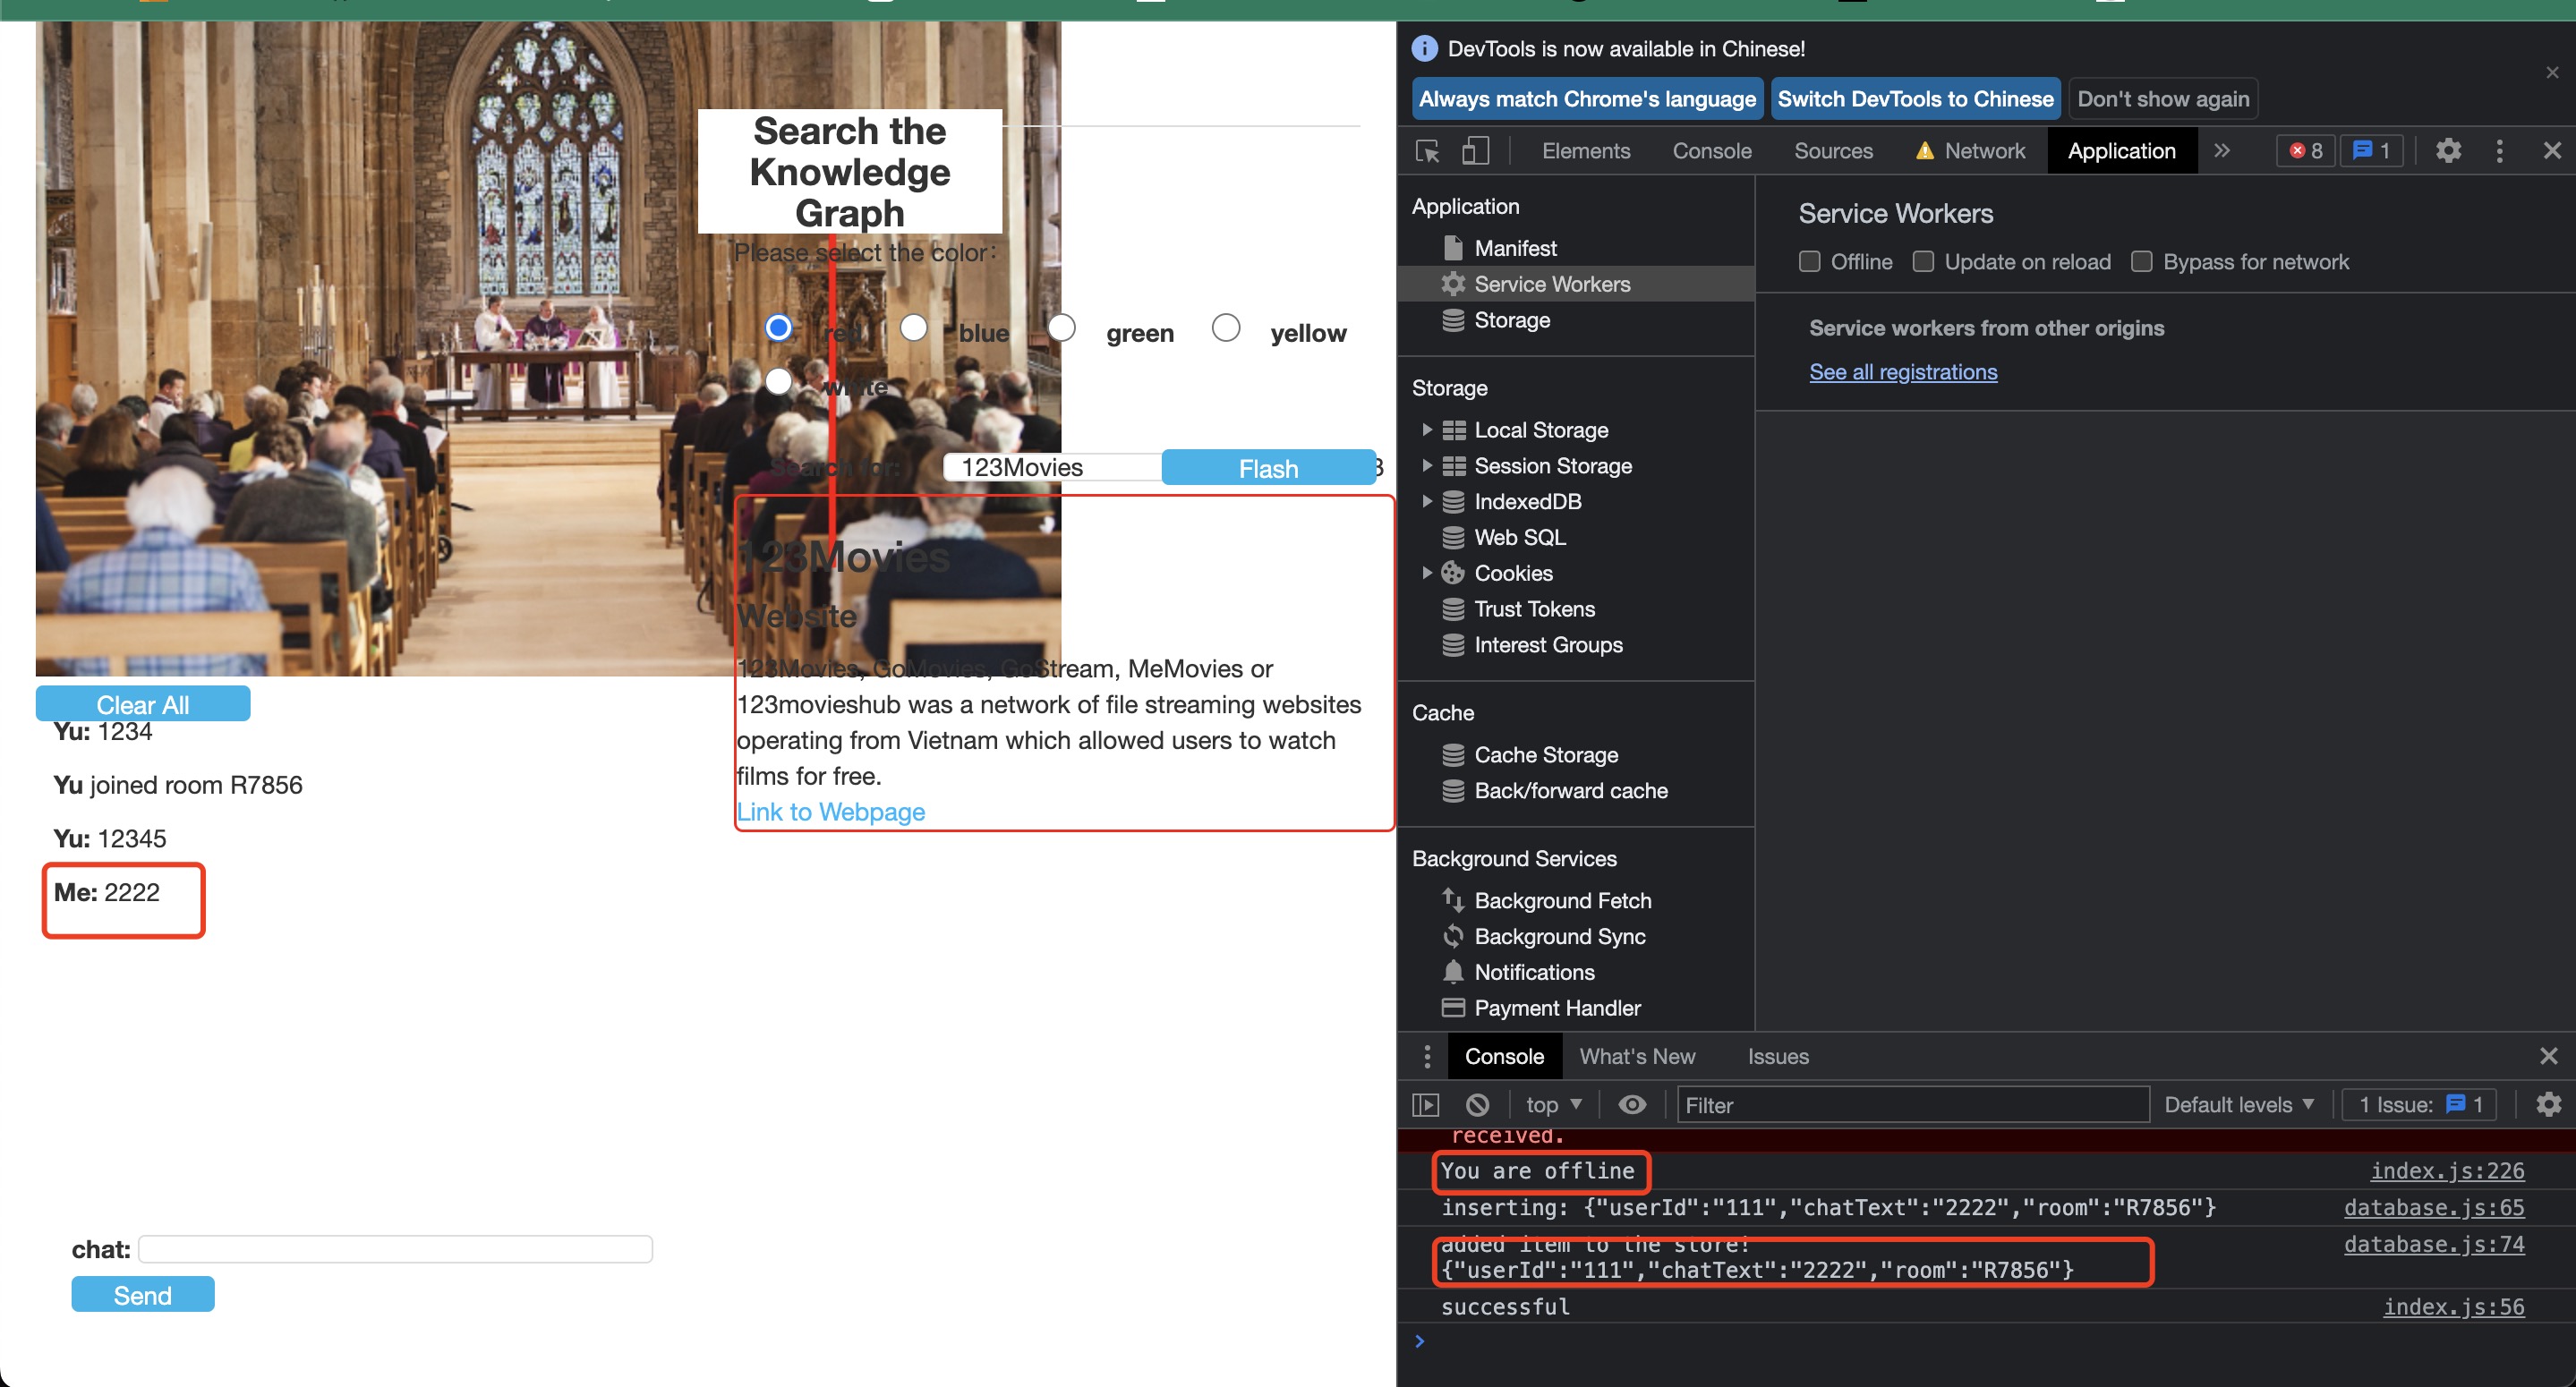 Search the
Knowledge
Graph
Please select the color:
red
blue
green
yellow
white
Search for:
123Movies
Flash
123Movies
Website
123Movies, GoMovies, GoStream, MeMovies or
123movieshub was a network of file streaming websites
operating from Vietnam which allowed users to watch
films for free.
Link to Webpage
Clear All
Yu: 1234
Yu joined room R7856
Yu: 12345
Me: 2222
chat:
Send
DevTools is now available in Chinese!
Always match Chrome's language
Switch DevTools to Chinese
Don't show again
Elements
Console
Sources
Network
Application
8
1
Application
Manifest
Service Workers
Storage
Storage
Local Storage
Session Storage
IndexedDB
Web SQL
Cookies
Trust Tokens
Interest Groups
Cache
Cache Storage
Back/forward cache
Background Services
Background Fetch
Background Sync
Notifications
Payment Handler
Service Workers
Offline
Update on reload
Bypass for network
Service workers from other origins
See all registrations
Console
What's New
Issues
top
Filter
Default levels
1 Issue: 1
received.
You are offline index.js:226
inserting: {"userId":"111","chatText":"2222","room":"R7856"} database.js:65
added item to the store! database.js:74
{"userId":"111","chatText":"2222","room":"R7856"}
successful index.js:56